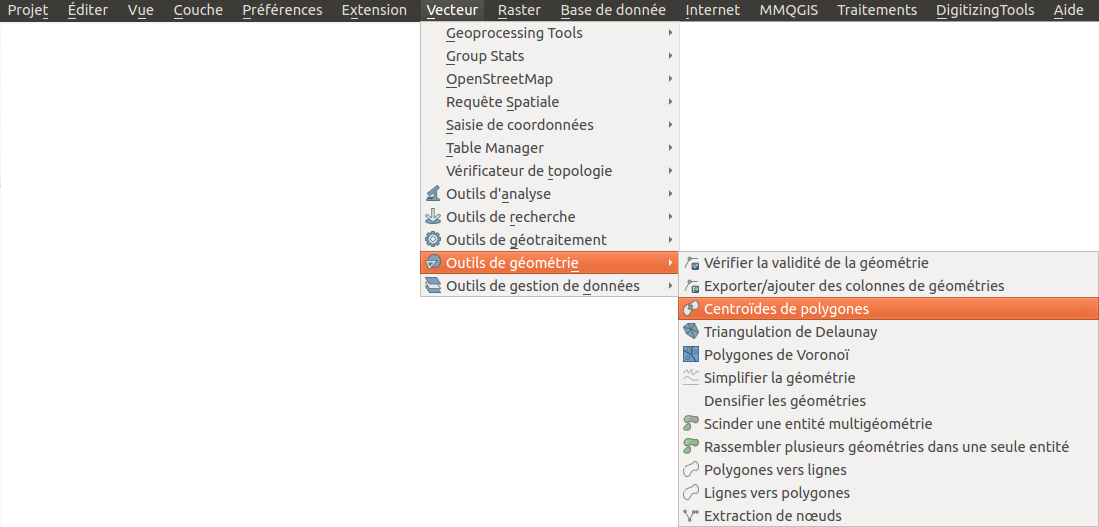 Projet Éditer Vue Couche Préférences Extension Vecteur Raster Base de donnée Internet MMQGIS Traitements DigitizingTools Aide
Geoprocessing Tools
Group Stats
OpenStreetMap
Requête Spatiale
Saisie de coordonnées
Table Manager
Vérificateur de topologie
Outils d'analyse
Outils de recherche
Outils de géotraitement
Outils de géométrie
Outils de gestion de données
Vérifier la validité de la géométrie
Exporter/ajouter des colonnes de géométries
Centroïdes de polygones
Triangulation de Delaunay
Polygones de Voronoï
Simplifier la géométrie
Densifier les géométries
Scinder une entité multigéométrie
Rassembler plusieurs géométries dans une seule entité
Polygones vers lignes
Lignes vers polygones
Extraction de nœuds